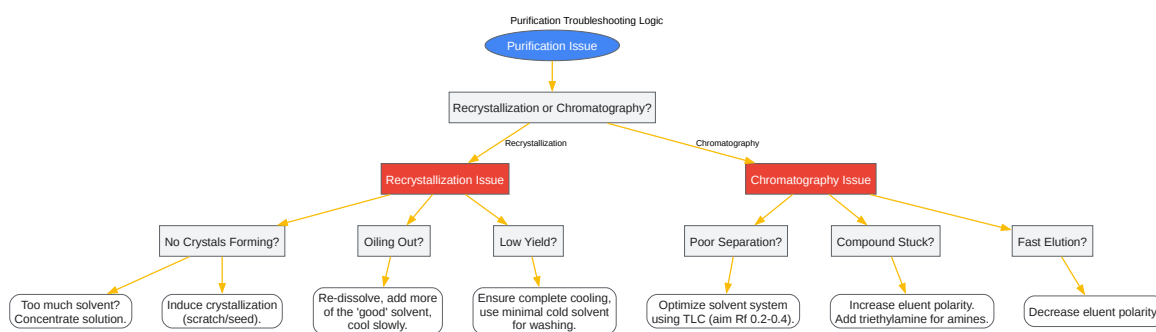 Purification Troubleshooting Logic
Purification Issue
Recrystallization or Chromatography?
Recrystallization
Chromatography
Recrystallization Issue
Chromatography Issue
No Crystals Forming?
Oiling Out?
Low Yield?
Poor Separation?
Compound Stuck?
Fast Elution?
Too much solvent?
Concentrate solution.
Induce crystallization
(scratch/seed).
Re-dissolve, add more
of the 'good' solvent,
cool slowly.
Ensure complete cooling,
use minimal cold solvent
for washing.
Optimize solvent system
using TLC (aim Rf 0.2-0.4).
Increase eluent polarity.
Add triethylamine for amines.
Decrease eluent polarity